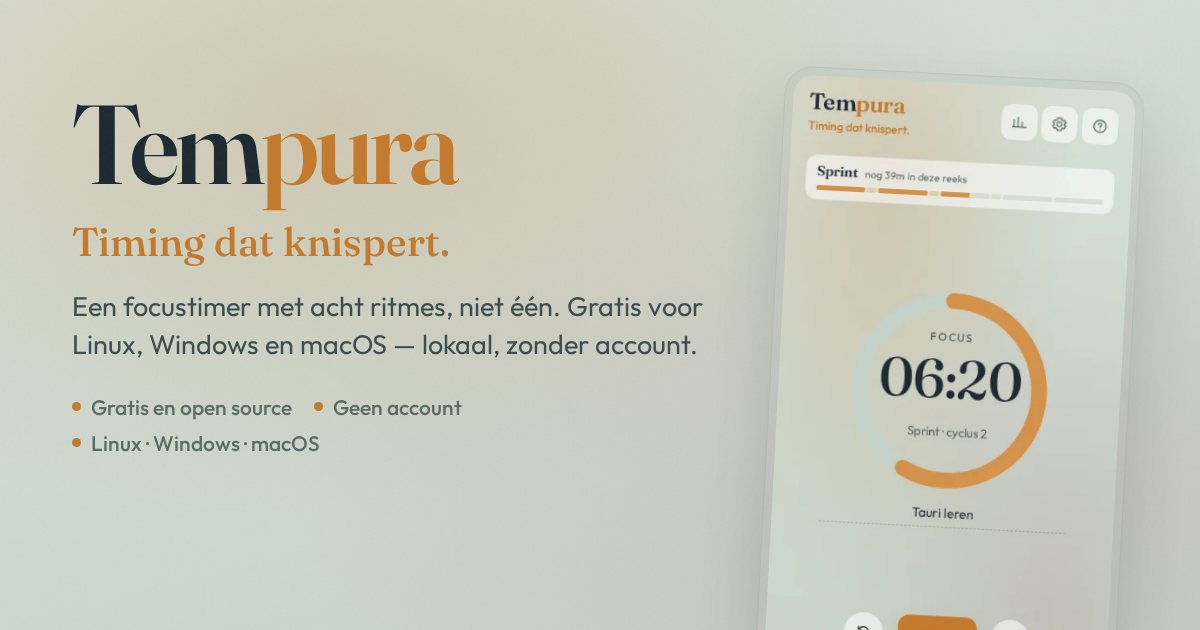 Tempura
Timing dat knispert.
Een focustimer met acht ritmes, niet één. Gratis voor
Linux, Windows en macOS — lokaal, zonder account.
Gratis en open source
Geen account
Linux · Windows · macOS
Tempura
Timing dat knispert.
Sprint nog 39m in deze reeks
FOCUS
06:20
Sprint · cyclus 2
Tauri leren